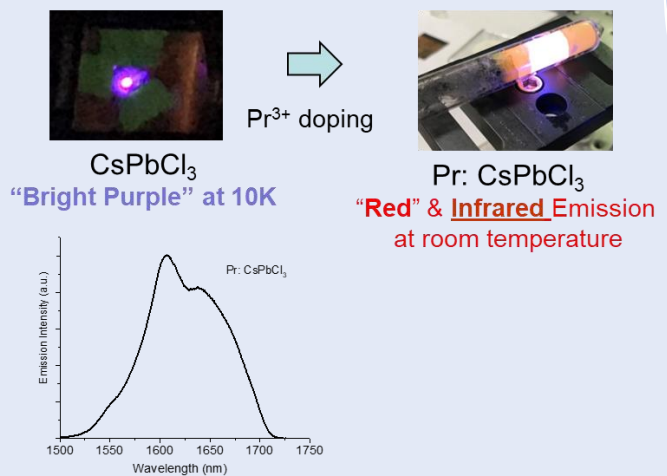 Pr³⁺ doping
CsPbCl₃
"Bright Purple" at 10K
Pr: CsPbCl₃
"Red" & Infrared Emission
at room temperature
Emission Intensity (a.u.)
Pr: CsPbCl₃
1500 1550 1600 1650 1700 1750
Wavelength (nm)